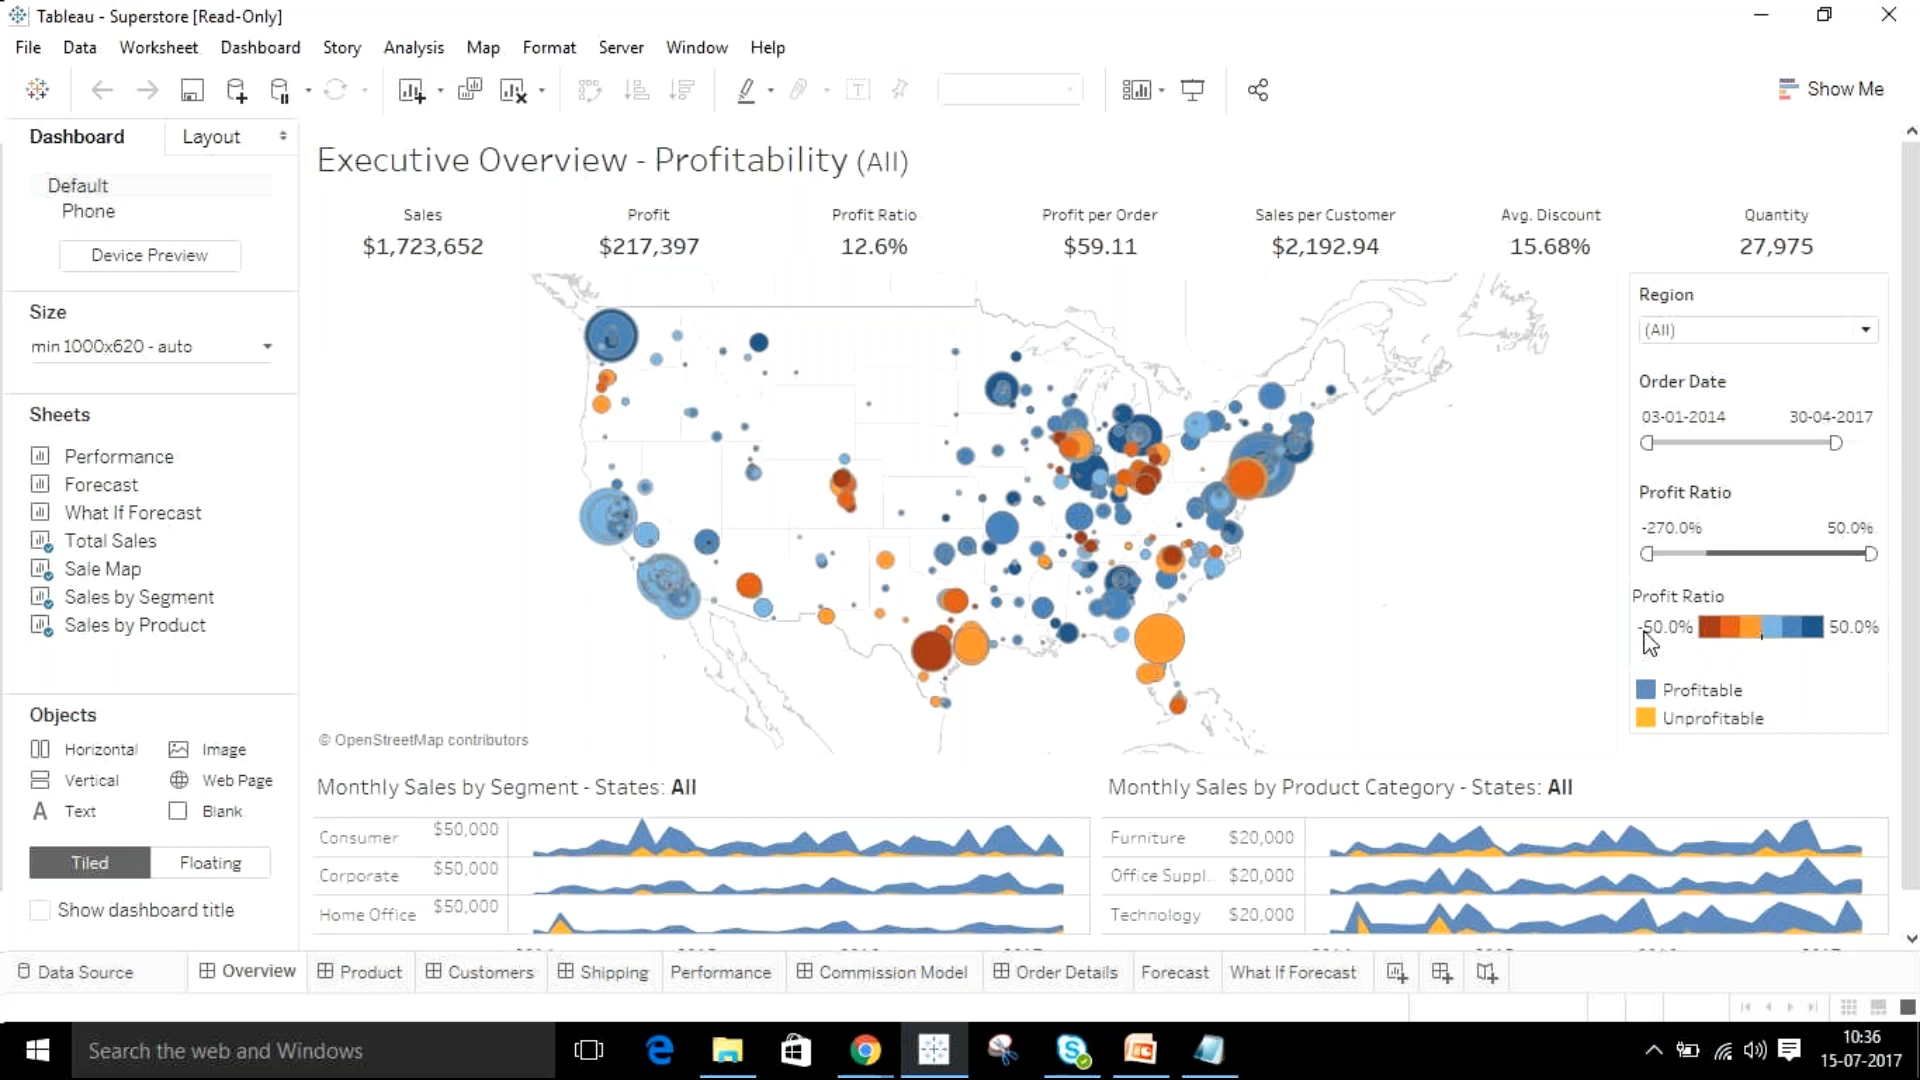 Tableau - Superstore [Read-Only]
File Data Worksheet Dashboard Story Analysis Map Format Server Window Help
Show Me
Dashboard Layout
Default
Phone
Device Preview
Size
min 1000x620 - auto
Sheets
Performance
Forecast
What If Forecast
Total Sales
Sale Map
Sales by Segment
Sales by Product
Objects
Horizontal Image
Vertical Web Page
Text Blank
Tiled Floating
Show dashboard title
Executive Overview - Profitability (All)
Sales Profit Profit Ratio Profit per Order Sales per Customer Avg. Discount Quantity
$1,723,652 $217,397 12.6% $59.11 $2,192.94 15.68% 27,975
Region
(All)
Order Date
03-01-2014 30-04-2017
Profit Ratio
-270.0% 50.0%
Profit Ratio
-50.0% 50.0%
Profitable
Unprofitable
© OpenStreetMap contributors
Monthly Sales by Segment - States: All
Consumer $50,000
Corporate $50,000
Home Office $50,000
Monthly Sales by Product Category - States: All
Furniture $20,000
Office Suppl.. $20,000
Technology $20,000
Data Source Overview Product Customers Shipping Performance Commission Model Order Details Forecast What If Forecast
Search the web and Windows
10:36
15-07-2017